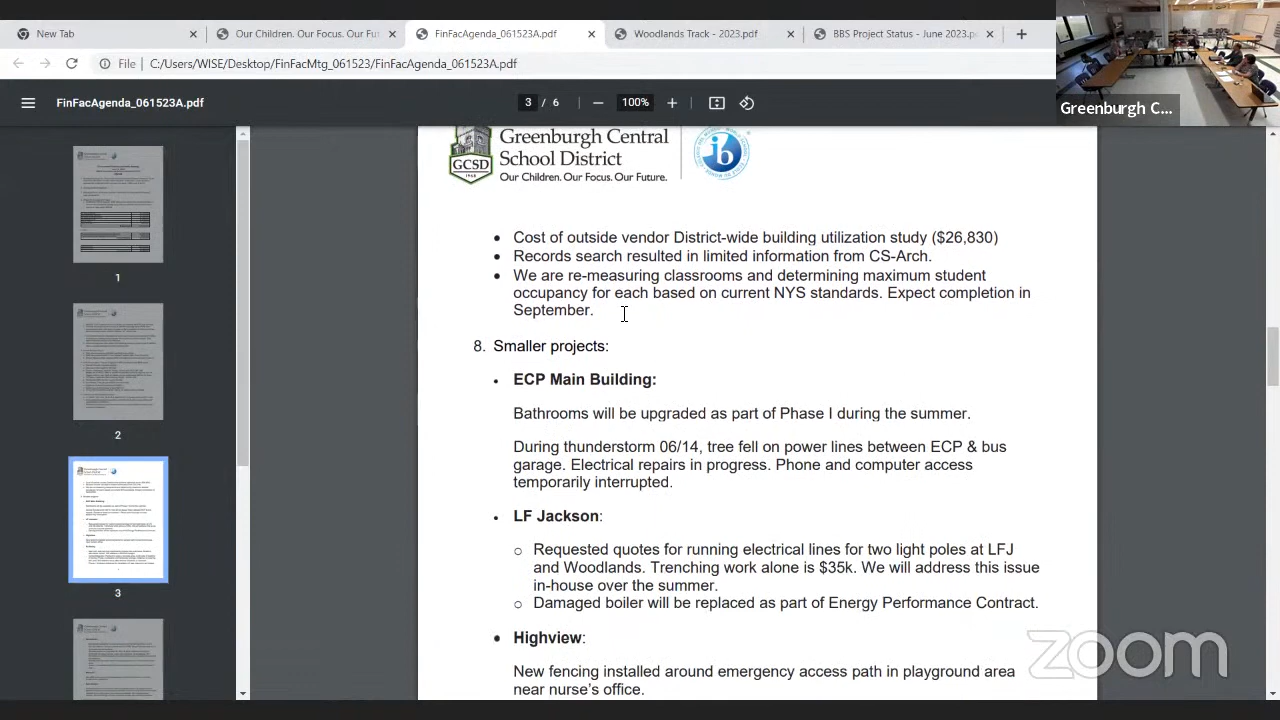 New Tab
Our Children. Our Focus. Our Fut
FinFacAgenda_061523A.pdf
Woodlands Track - 2023.pdf
BBS Project Status - June 2023.p
File
C:/Users/WISE/Desktop/FinFacMtg_061523/FinFacAgenda_061523A.pdf
FinFacAgenda_061523A.pdf
3 / 6
100%
Greenburgh C...
1
2
3
Greenburgh Central
School District
GCSD
Our Children. Our Focus. Our Future.
ib
• Cost of outside vendor District-wide building utilization study ($26,830)
• Records search resulted in limited information from CS-Arch.
• We are re-measuring classrooms and determining maximum student
occupancy for each based on current NYS standards. Expect completion in
September.
8. Smaller projects:
• ECP Main Building:
Bathrooms will be upgraded as part of Phase I during the summer.
During thunderstorm 06/14, tree fell on power lines between ECP & bus
garage. Electrical repairs in progress. Phone and computer access
temporarily interrupted.
• LF Jackson:
○ Requested quotes for running electrical lines for two light poles at LFJ
and Woodlands. Trenching work alone is $35k. We will address this issue
in-house over the summer.
○ Damaged boiler will be replaced as part of Energy Performance Contract.
• Highview:
New fencing installed around emergency access path in playground area
near nurse's office.
zoom